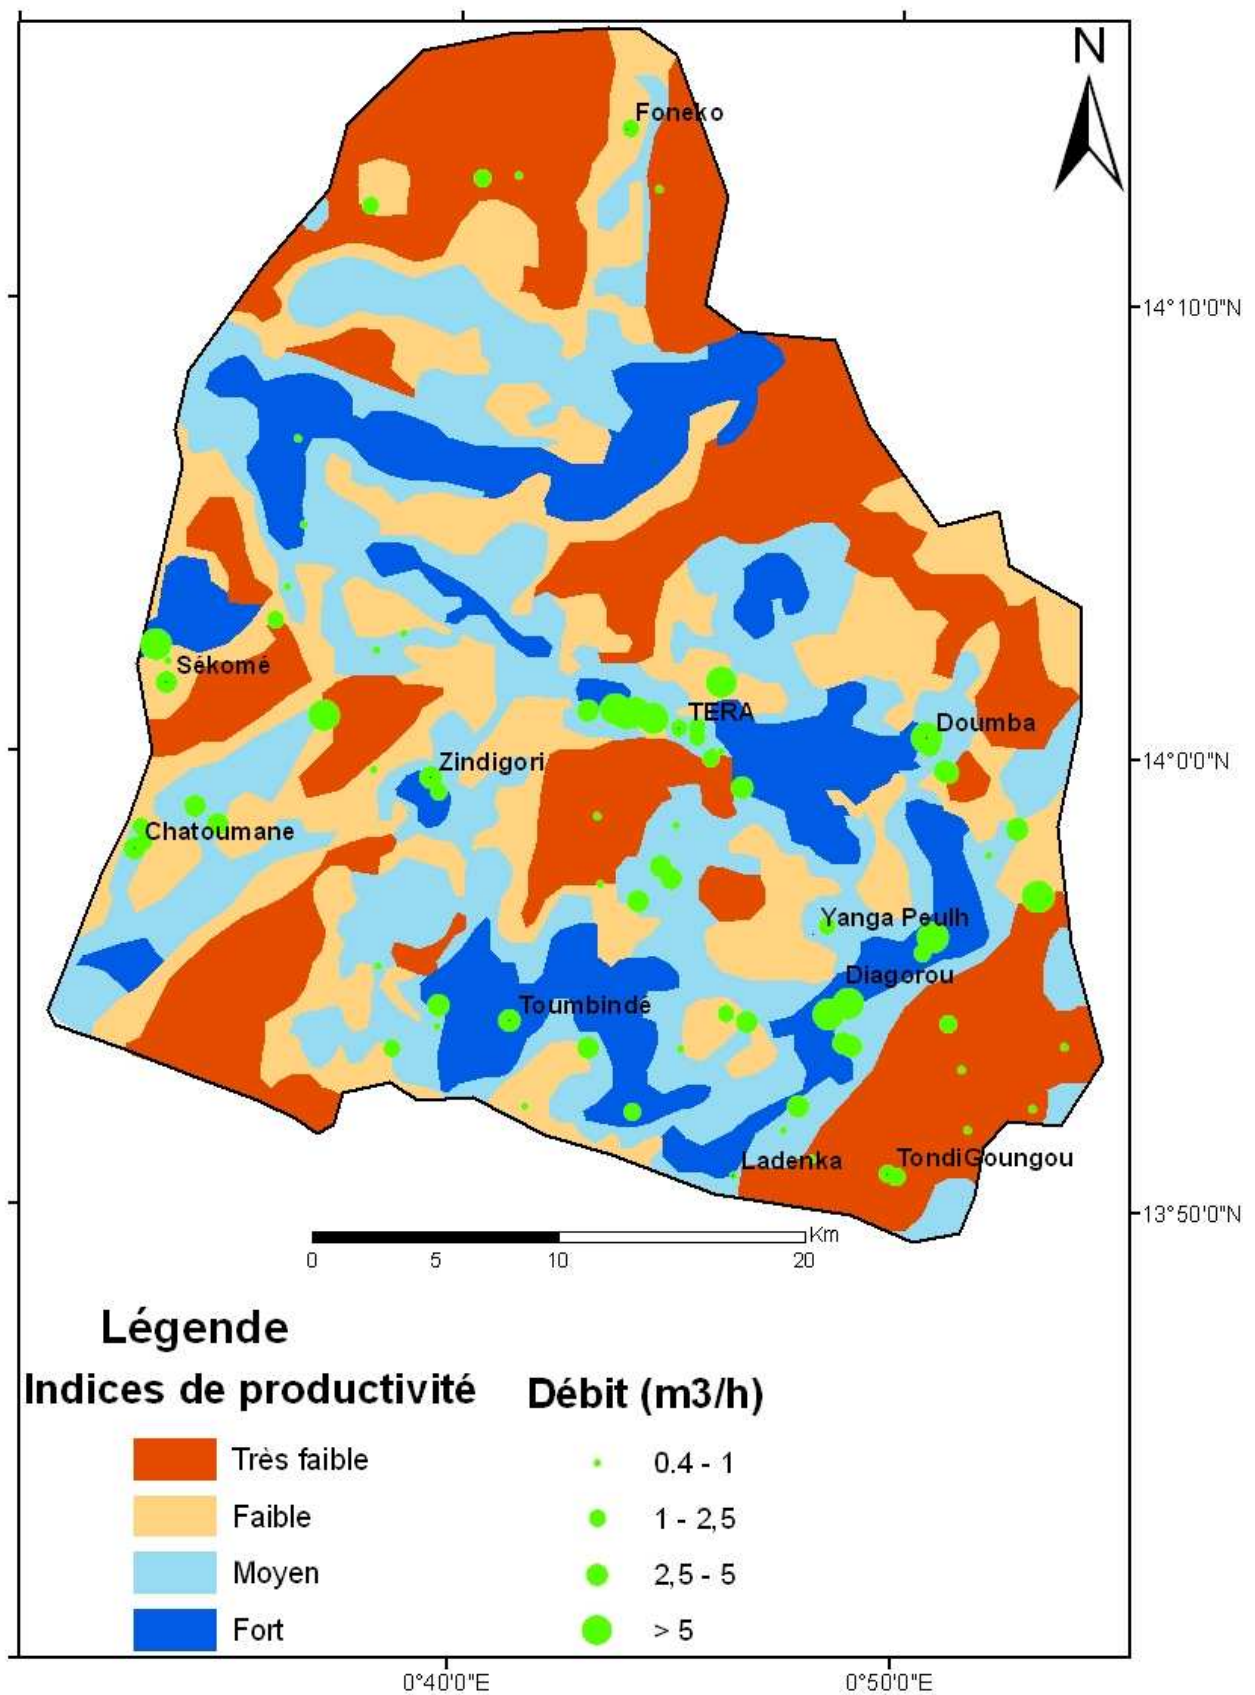 N
Foneko
14°10'0"N
Sékomé
TERA
Doumba
Zindigori
14°0'0"N
Chatoumane
Yanga Peulh
Diagorou
Toumbindé
Ladenka
TondiGoungou
13°50'0"N
Km
0 5 10 20
Légende
Indices de productivité
Débit (m3/h)
Très faible
0.4 - 1
Faible
1 - 2,5
Moyen
2,5 - 5
Fort
> 5
0°40'0"E
0°50'0"E